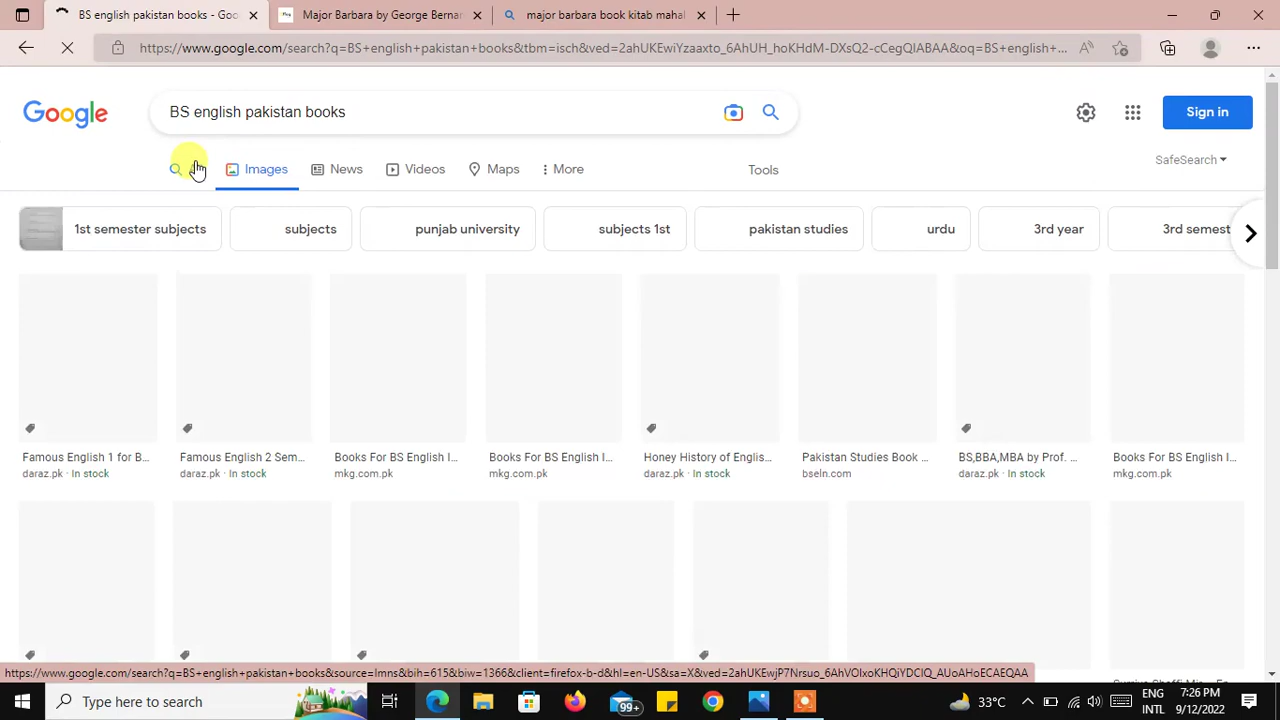 BS english pakistan books - Goo
Major Barbara by George Bernar
major barbara book kitab mahal
https://www.google.com/search?q=BS+english+pakistan+books&tbm=isch&ved=2ahUKEwiYzaaxto_6AhUH_hoKHdM-DXsQ2-cCegQIABAA&oq=BS+english+...
Google
BS english pakistan books
Sign in
Images
News
Videos
Maps
More
Tools
SafeSearch
1st semester subjects
subjects
punjab university
subjects 1st
pakistan studies
urdu
3rd year
3rd semest
Famous English 1 for B...
Famous English 2 Sem...
Books For BS English I...
Books For BS English I...
Honey History of Englis...
Pakistan Studies Book ...
BS,BBA,MBA by Prof. ...
Books For BS English I...
daraz.pk · In stock
daraz.pk · In stock
mkg.com.pk
mkg.com.pk
daraz.pk · In stock
bseln.com
daraz.pk · In stock
mkg.com.pk
https://www.google.com/search?q=BS+english+pakistan+books&source=lnms&bih=615&biw=1366&client=firefox-b-d&hl=en-US&sa=X&ved=2ahUKEwjP7Nrsuo_6AhVOIxoKHQjYDCIQ_AUoAHoECAEQAA
Type here to search
99+
33°C
ENG
INTL
7:26 PM
9/12/2022